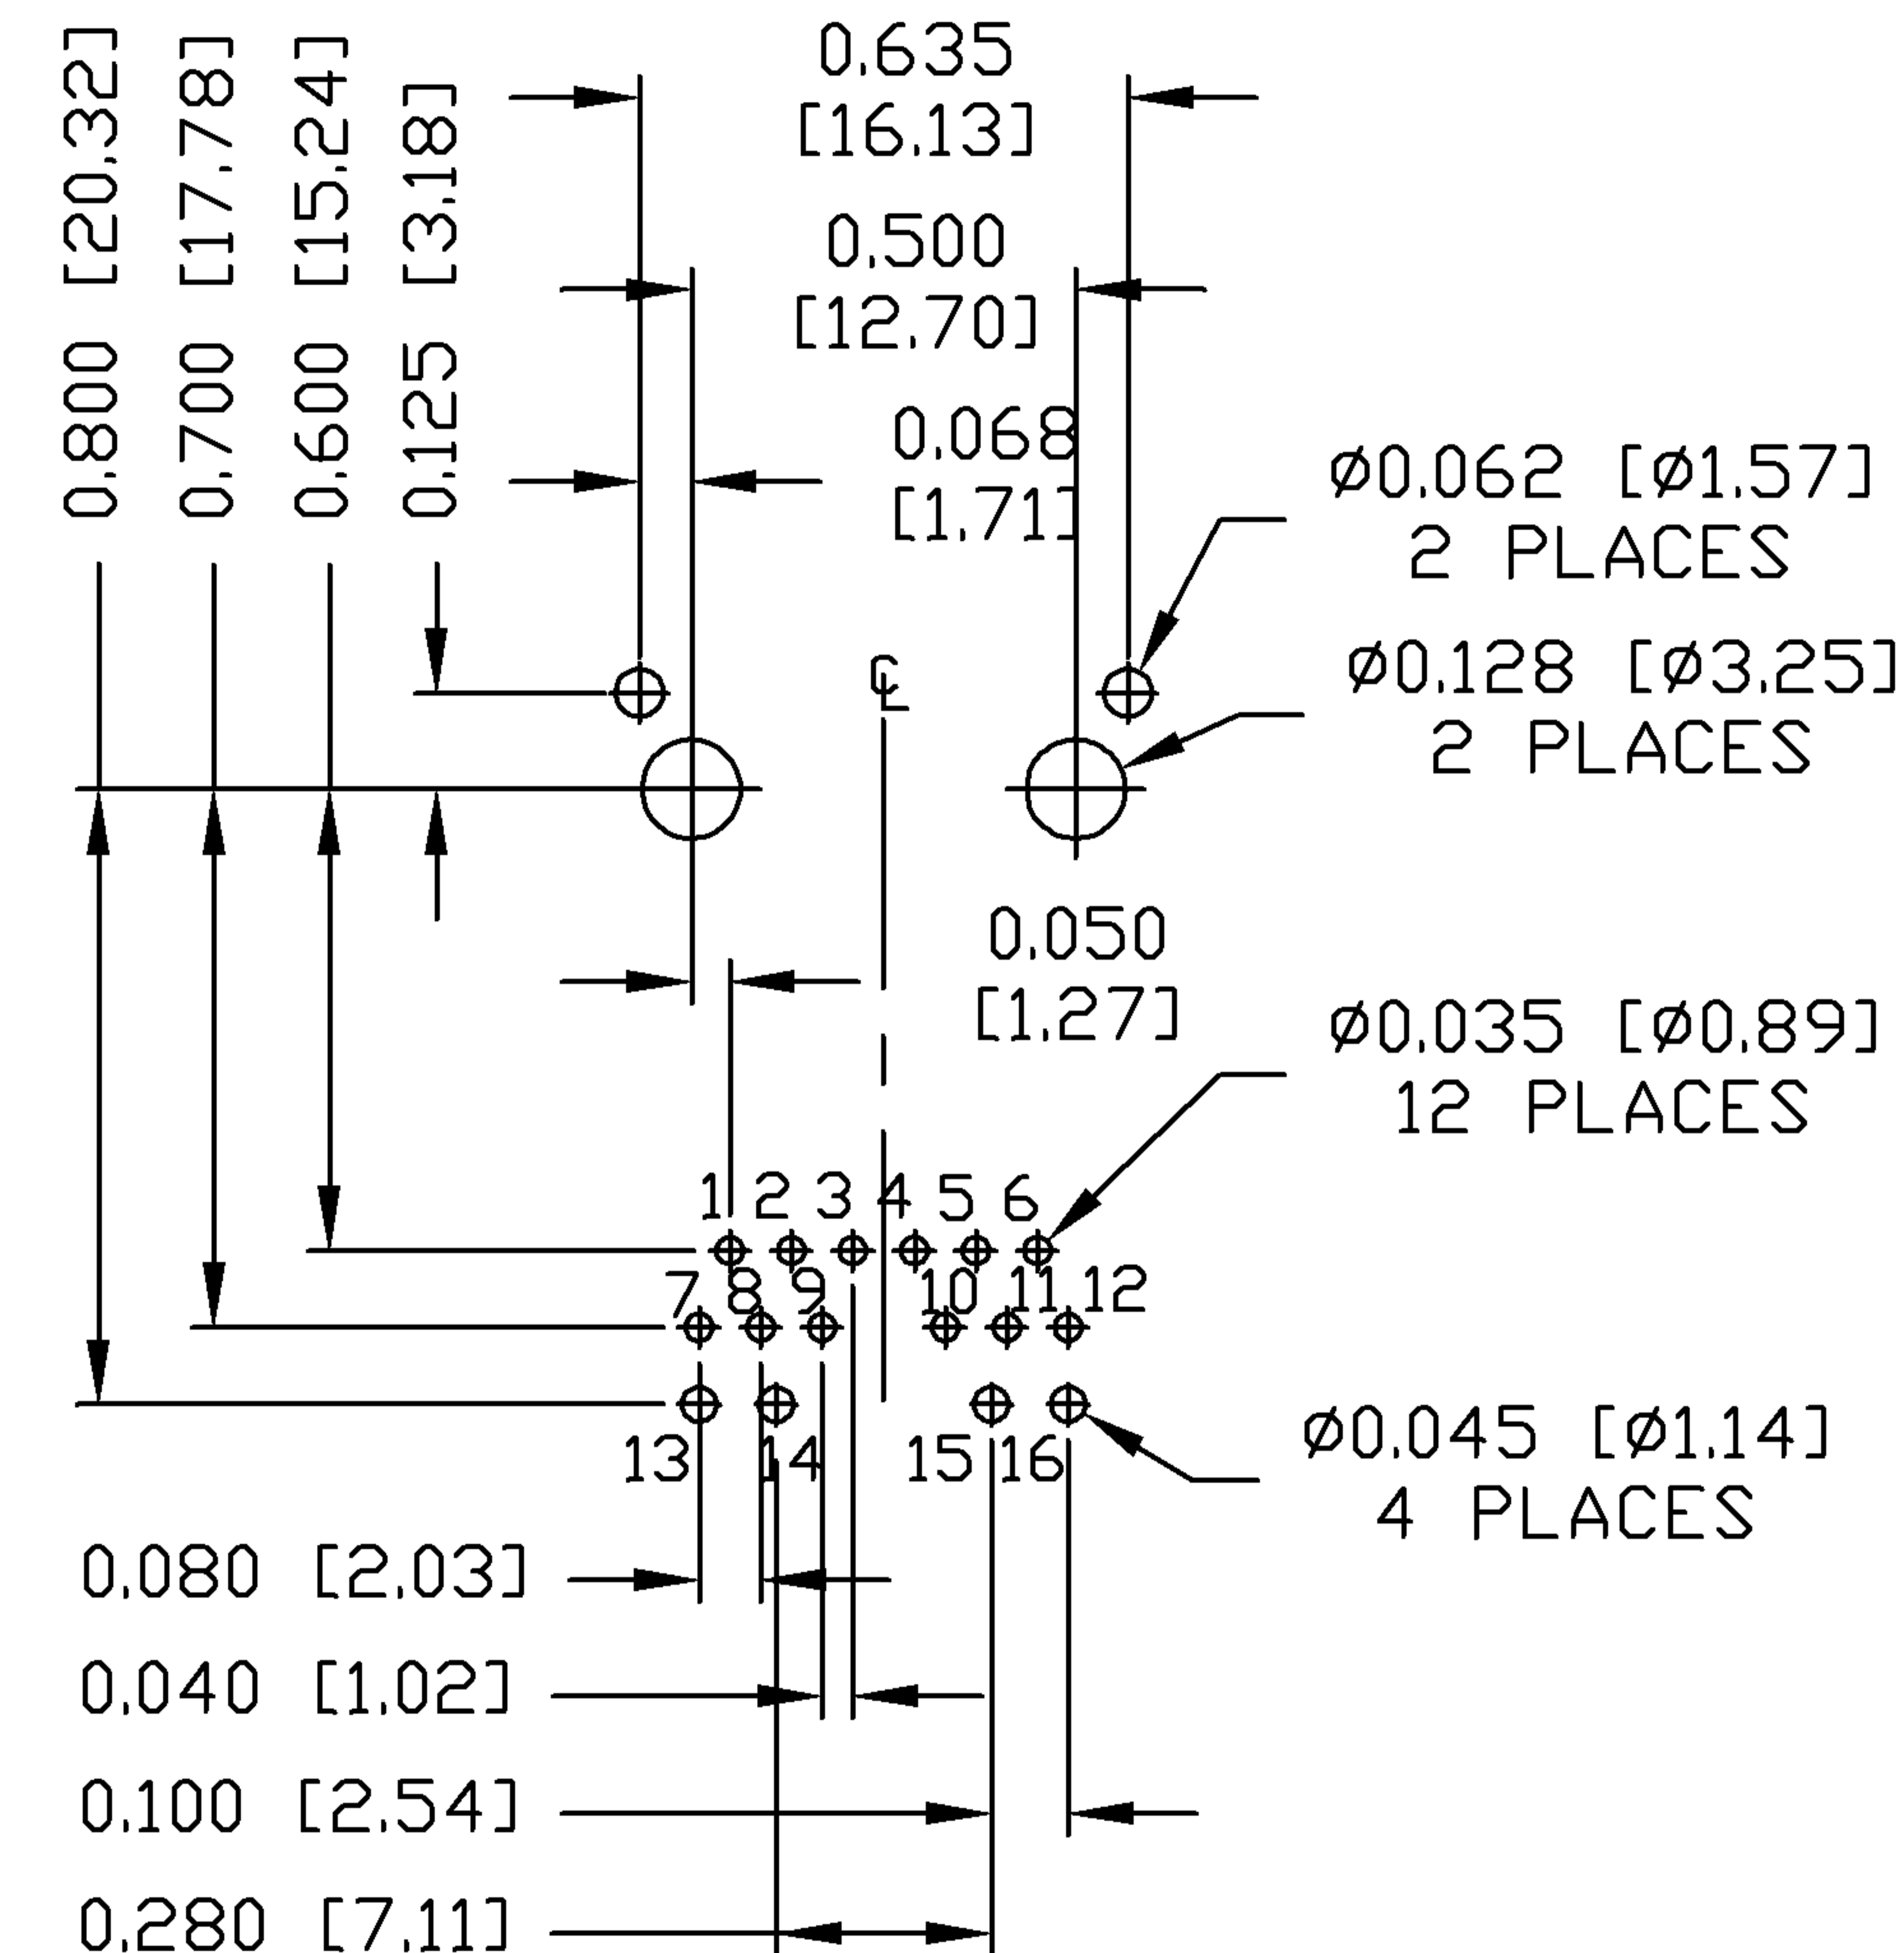 0.800 [20.32]
0.700 [17.78]
0.600 [15.24]
0.125 [3.18]
0.635
[16.13]
0.500
[12.70]
0.068
[1.71]
Ø0.062 [Ø1.57]
2 PLACES
Ø0.128 [Ø3.25]
2 PLACES
CL
0.050
[1.27]
Ø0.035 [Ø0.89]
12 PLACES
1 2 3 4 5 6
7 8 9 10 11 12
13 14 15 16
Ø0.045 [Ø1.14]
4 PLACES
0.080 [2.03]
0.040 [1.02]
0.100 [2.54]
0.280 [7.11]